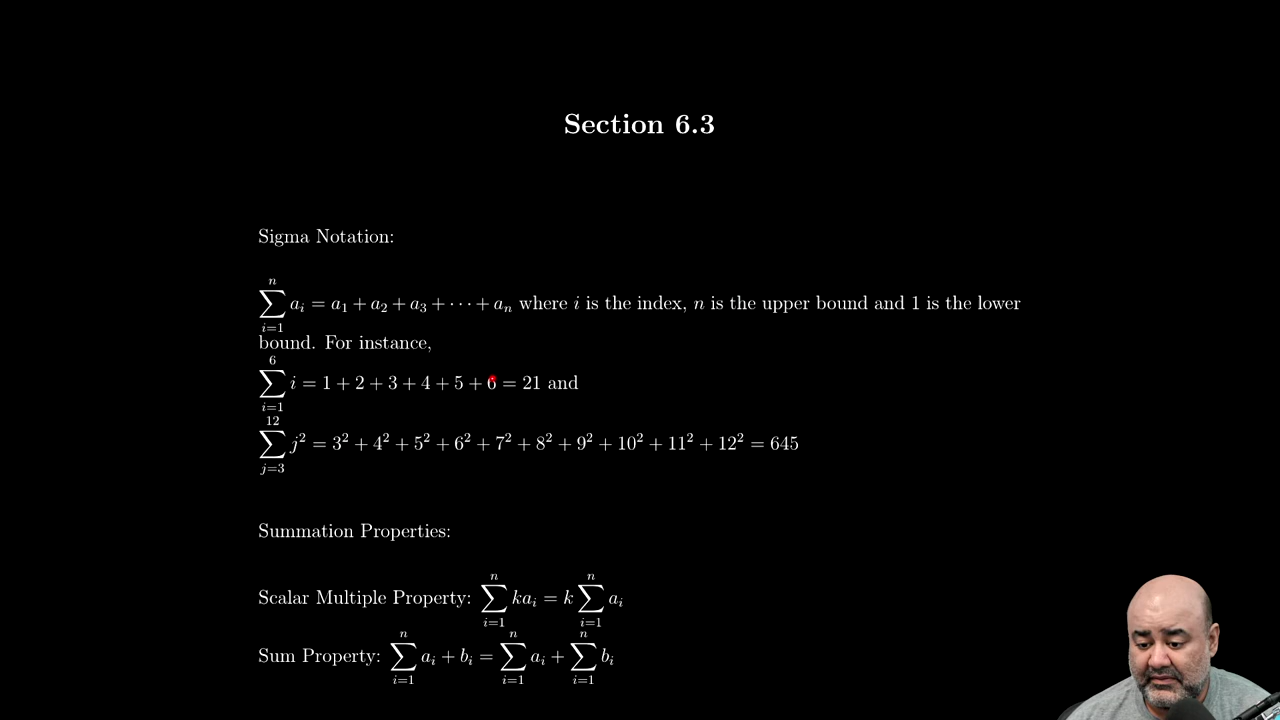 Section 6.3
Sigma Notation:
$\sum_{i=1}^{n} a_i = a_1 + a_2 + a_3 + \cdots + a_n$ where $i$ is the index, $n$ is the upper bound and 1 is the lower
bound. For instance,
$\sum_{i=1}^{6} i = 1 + 2 + 3 + 4 + 5 + 6 = 21$ and
$\sum_{j=3}^{12} j^2 = 3^2 + 4^2 + 5^2 + 6^2 + 7^2 + 8^2 + 9^2 + 10^2 + 11^2 + 12^2 = 645$
Summation Properties:
Scalar Multiple Property: $\sum_{i=1}^{n} ka_i = k \sum_{i=1}^{n} a_i$
Sum Property: $\sum_{i=1}^{n} a_i + b_i = \sum_{i=1}^{n} a_i + \sum_{i=1}^{n} b_i$